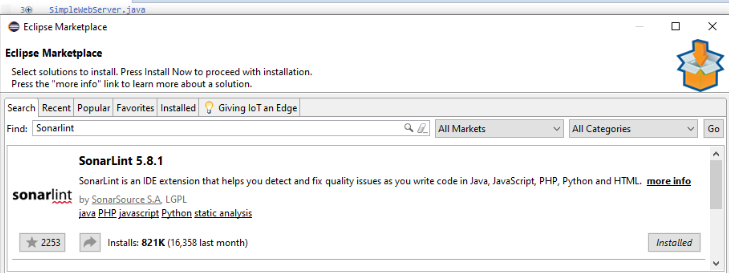 3 SimpleWebServer.java
Eclipse Marketplace
Eclipse Marketplace
Select solutions to install. Press Install Now to proceed with installation.
Press the "more info" link to learn more about a solution.
Search Recent Popular Favorites Installed Giving IoT an Edge
Find: Sonarlint All Markets All Categories Go
SonarLint 5.8.1
SonarLint is an IDE extension that helps you detect and fix quality issues as you write code in Java, JavaScript, PHP, Python and HTML. more info
sonarlint
by SonarSource S.A, LGPL
java PHP javascript Python static analysis
2253 Installs: 821K (16,358 last month) Installed